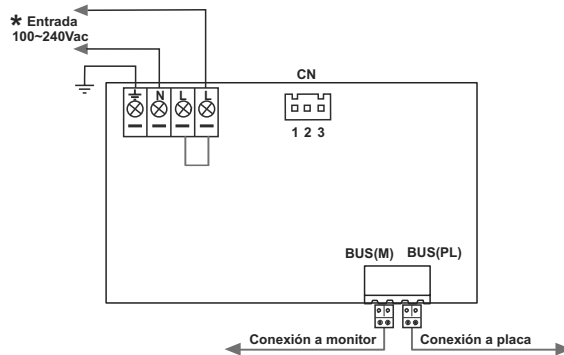 * Entrada
100~240Vac
N L L
CN
1 2 3
BUS(M) BUS(PL)
Conexión a monitor
Conexión a placa